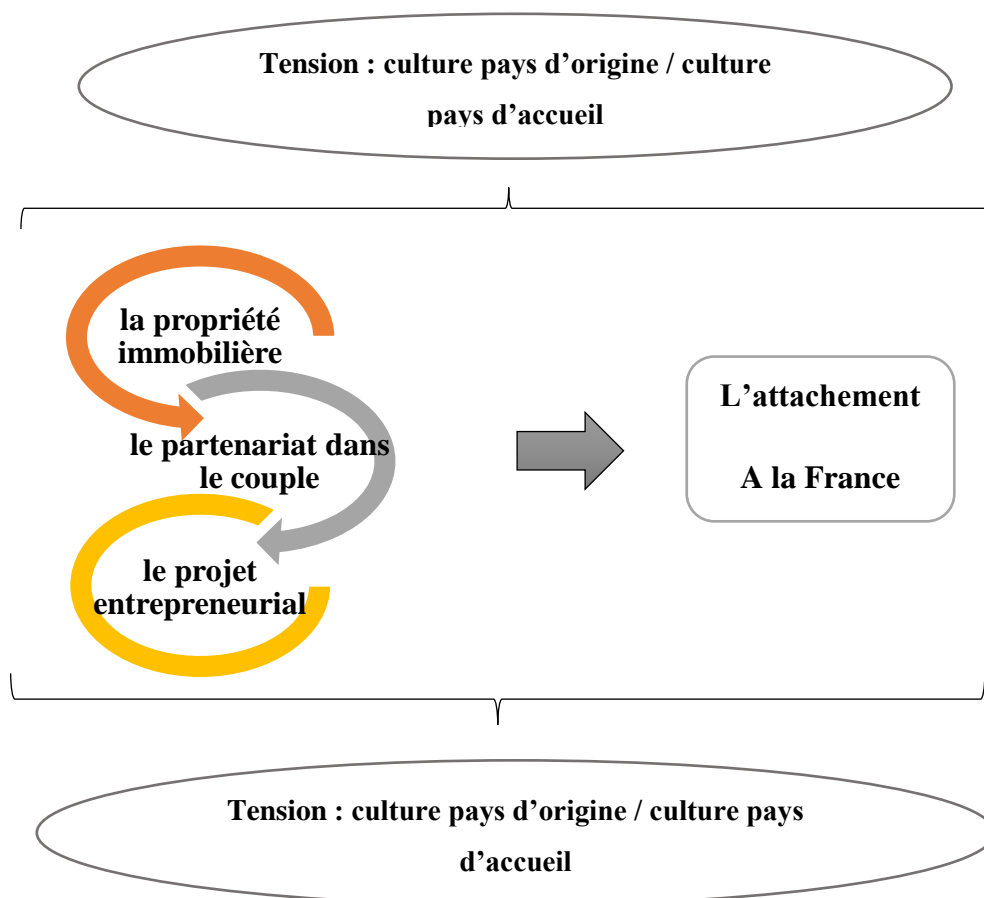 Tension : culture pays d’origine / culture
pays d’accueil
la propriété
immobilière
le partenariat dans
le couple
le projet
entrepreneurial
L’attachement
A la France
Tension : culture pays d’origine / culture pays
d’accueil